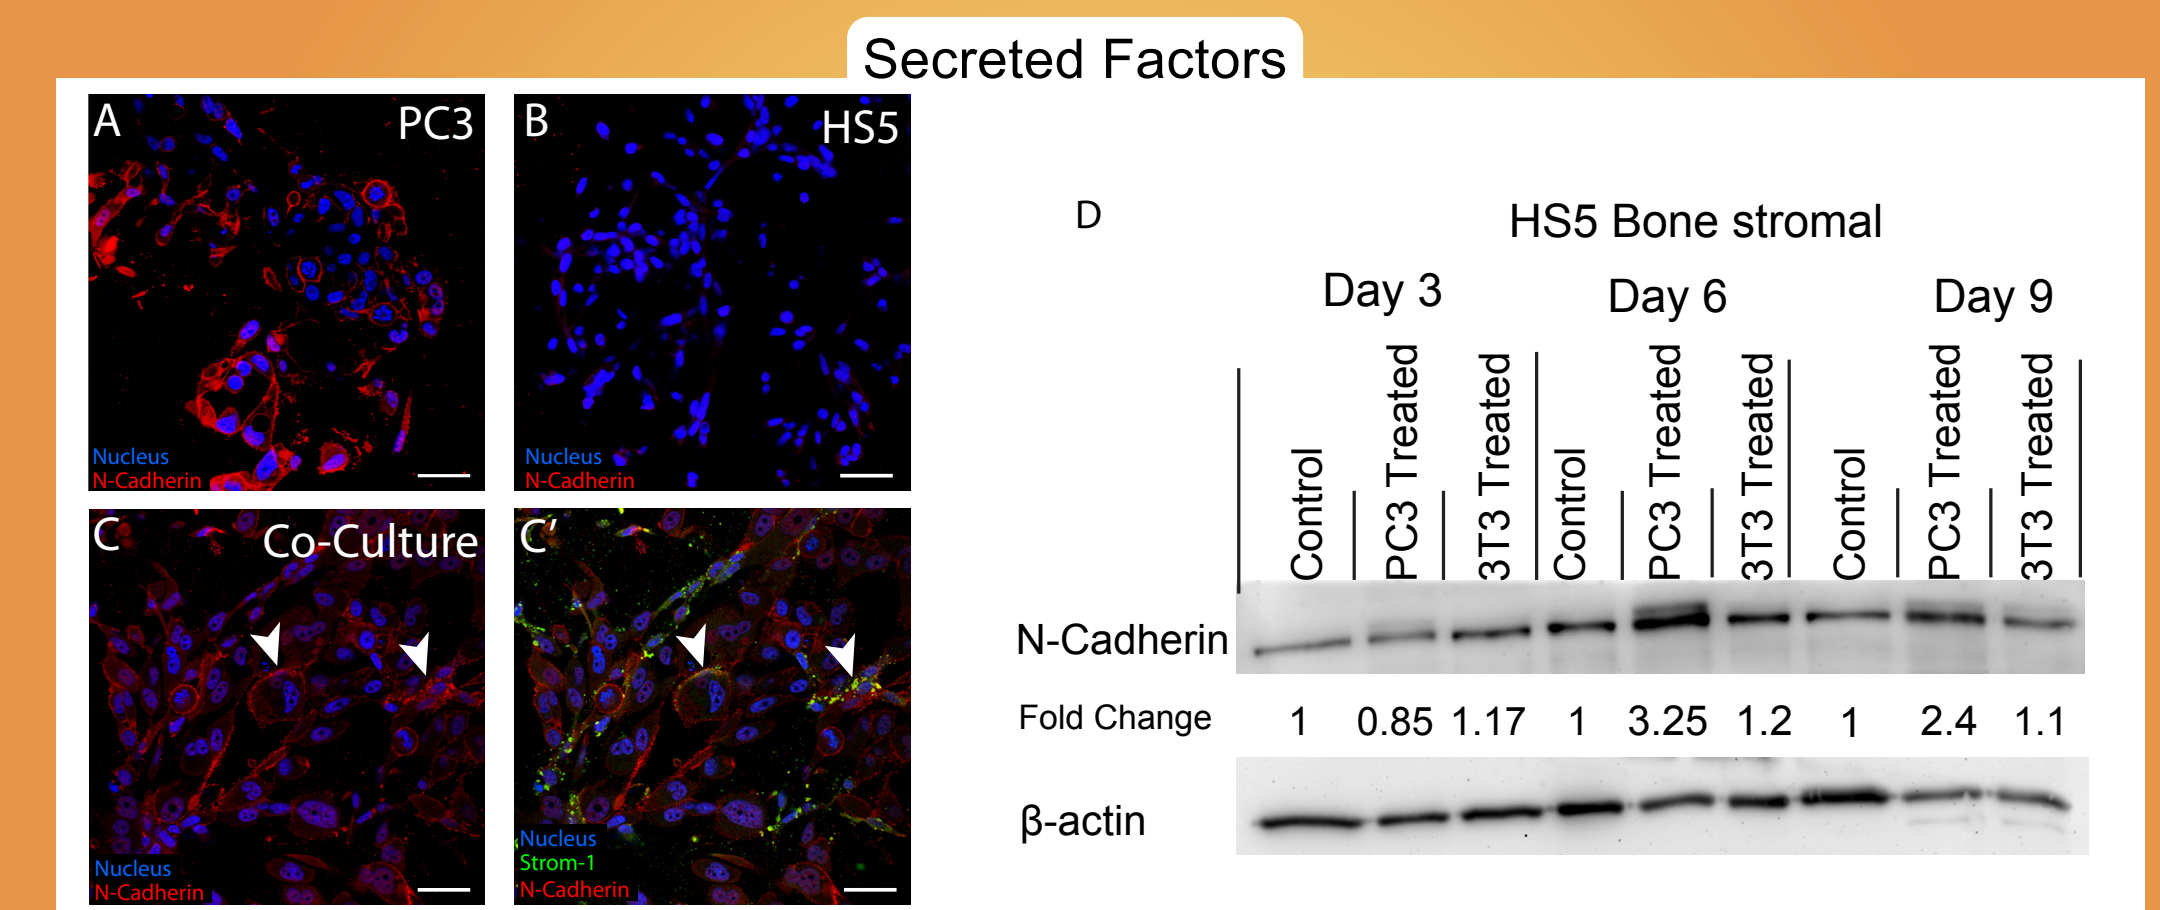 Secreted Factors
A
PC3
Nucleus
N-Cadherin
B
HS5
Nucleus
N-Cadherin
C
Co-Culture
Nucleus
N-Cadherin
C'
Nucleus
Strom-1
N-Cadherin
D
HS5 Bone stromal
Day 3
Day 6
Day 9
Control
PC3 Treated
3T3 Treated
Control
PC3 Treated
3T3 Treated
Control
PC3 Treated
3T3 Treated
N-Cadherin
Fold Change 1 0.85 1.17 1 3.25 1.2 1 2.4 1.1
β-actin